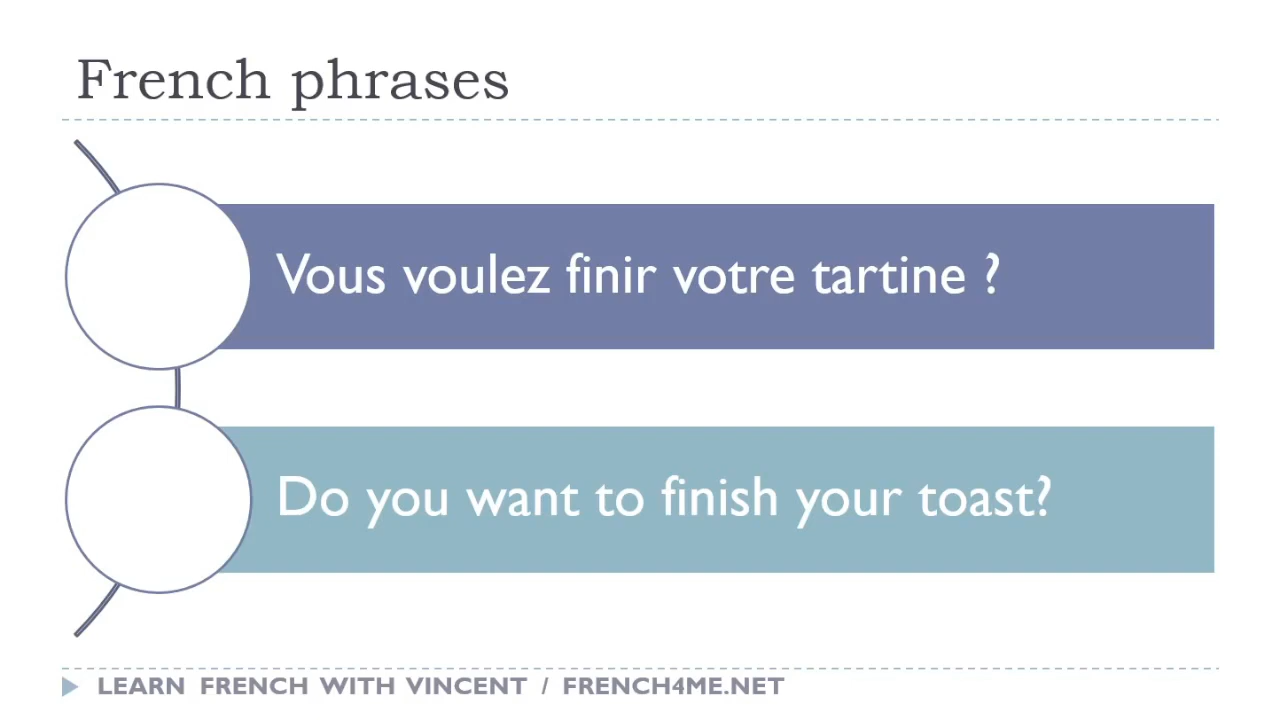 French phrases
Vous voulez finir votre tartine ?
Do you want to finish your toast?
LEARN FRENCH WITH VINCENT / FRENCH4ME.NET